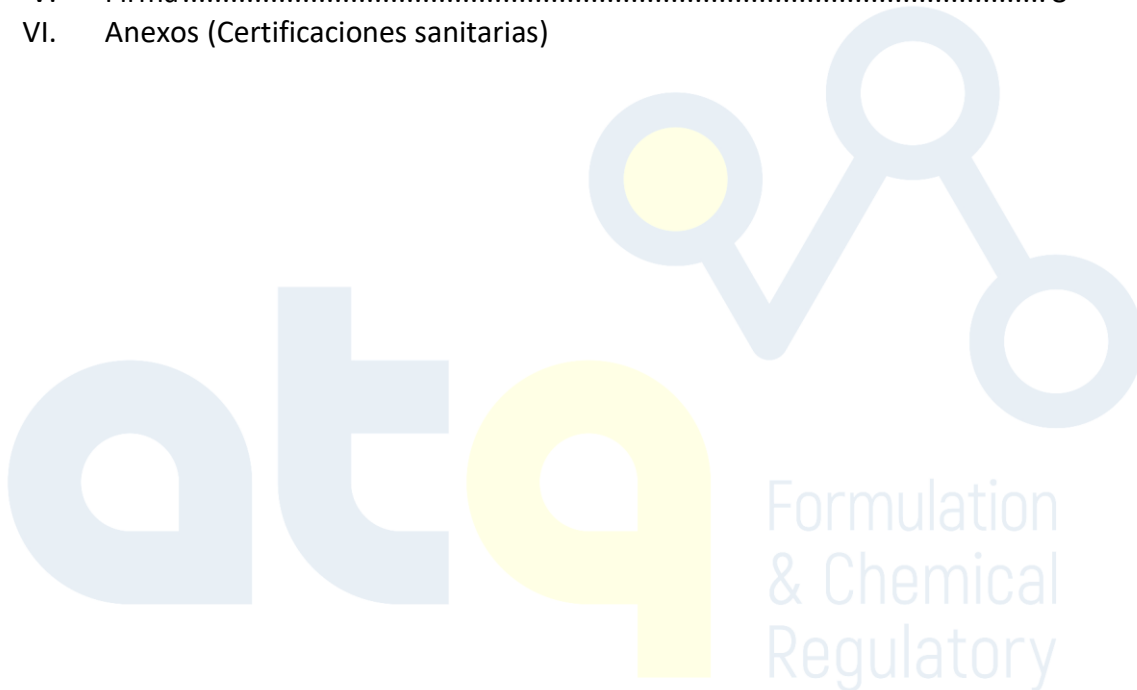 VI. Anexos (Certificaciones sanitarias)
atq
Formulation
& Chemical
Regulatory